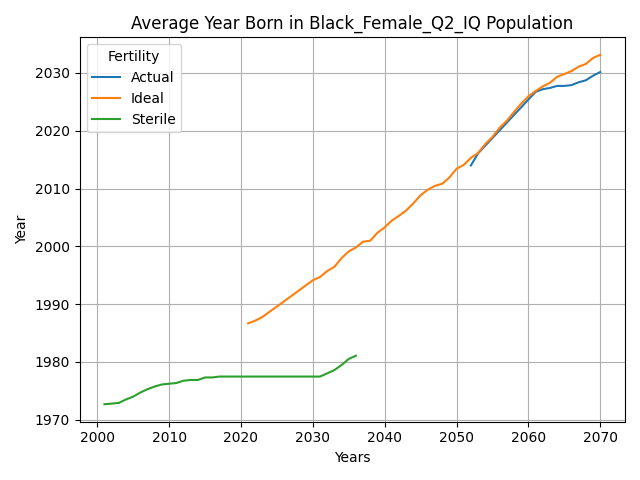 Average Year Born in Black_Female_Q2_IQ Population
Fertility
Actual
Ideal
Sterile
Year
2030
2020
2010
2000
1990
1980
1970
2000 2010 2020 2030 2040 2050 2060 2070
Years